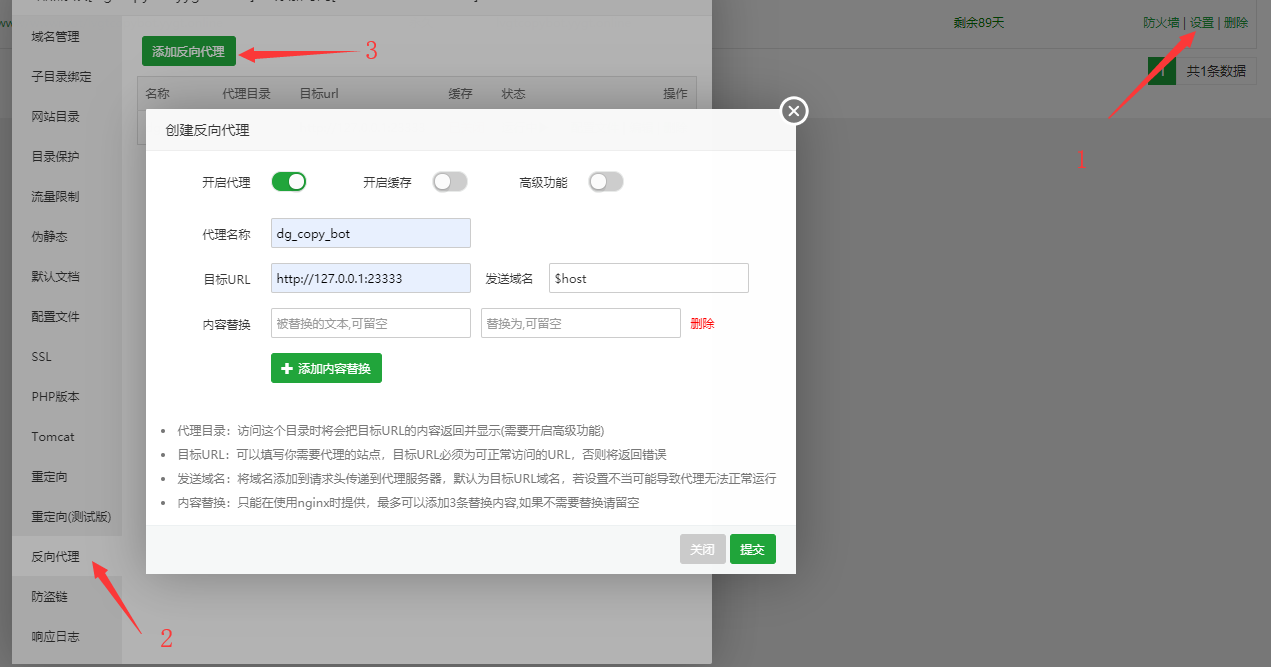 剩余89天
防火墙 | 设置 | 删除
1
共1条数据
1
域名管理
子目录绑定
网站目录
目录保护
流量限制
伪静态
默认文档
配置文件
SSL
PHP版本
Tomcat
重定向
重定向(测试版)
反向代理
防盗链
响应日志
2
添加反向代理
3
名称 代理目录 目标url 缓存 状态 操作
创建反向代理
开启代理 开启缓存 高级功能
代理名称 dg_copy_bot
目标URL http://127.0.0.1:23333 发送域名 $host
内容替换 被替换的文本,可留空 替换为,可留空 删除
添加内容替换
代理目录：访问这个目录时将会把目标URL的内容返回并显示(需要开启高级功能)
目标URL：可以填写你需要代理的站点，目标URL必须为可正常访问的URL，否则将返回错误
发送域名：将域名添加到请求头传递到代理服务器，默认为目标URL域名，若设置不当可能导致代理无法正常运行
内容替换：只能在使用nginx时提供，最多可以添加3条替换内容,如果不需要替换请留空
关闭 提交